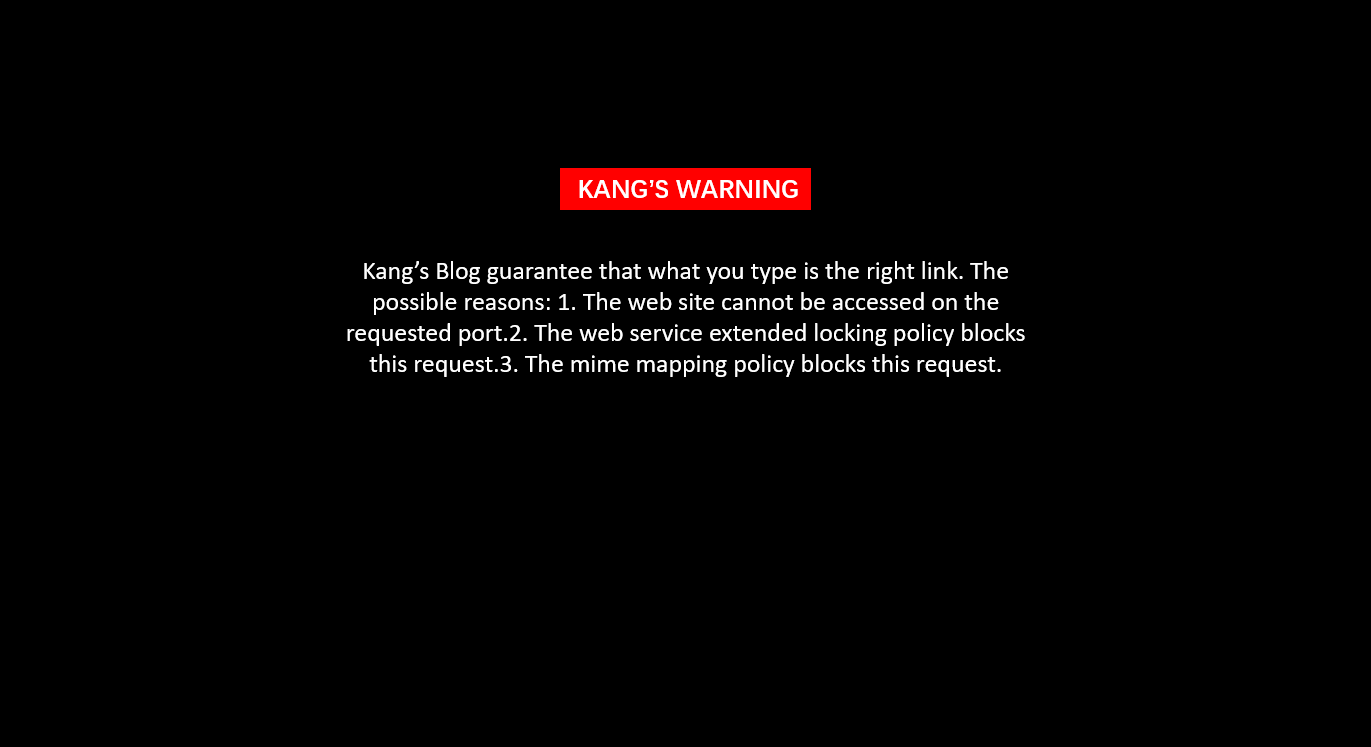 KANG’S WARNING
Kang’s Blog guarantee that what you type is the right link. The
possible reasons: 1. The web site cannot be accessed on the
requested port.2. The web service extended locking policy blocks
this request.3. The mime mapping policy blocks this request.